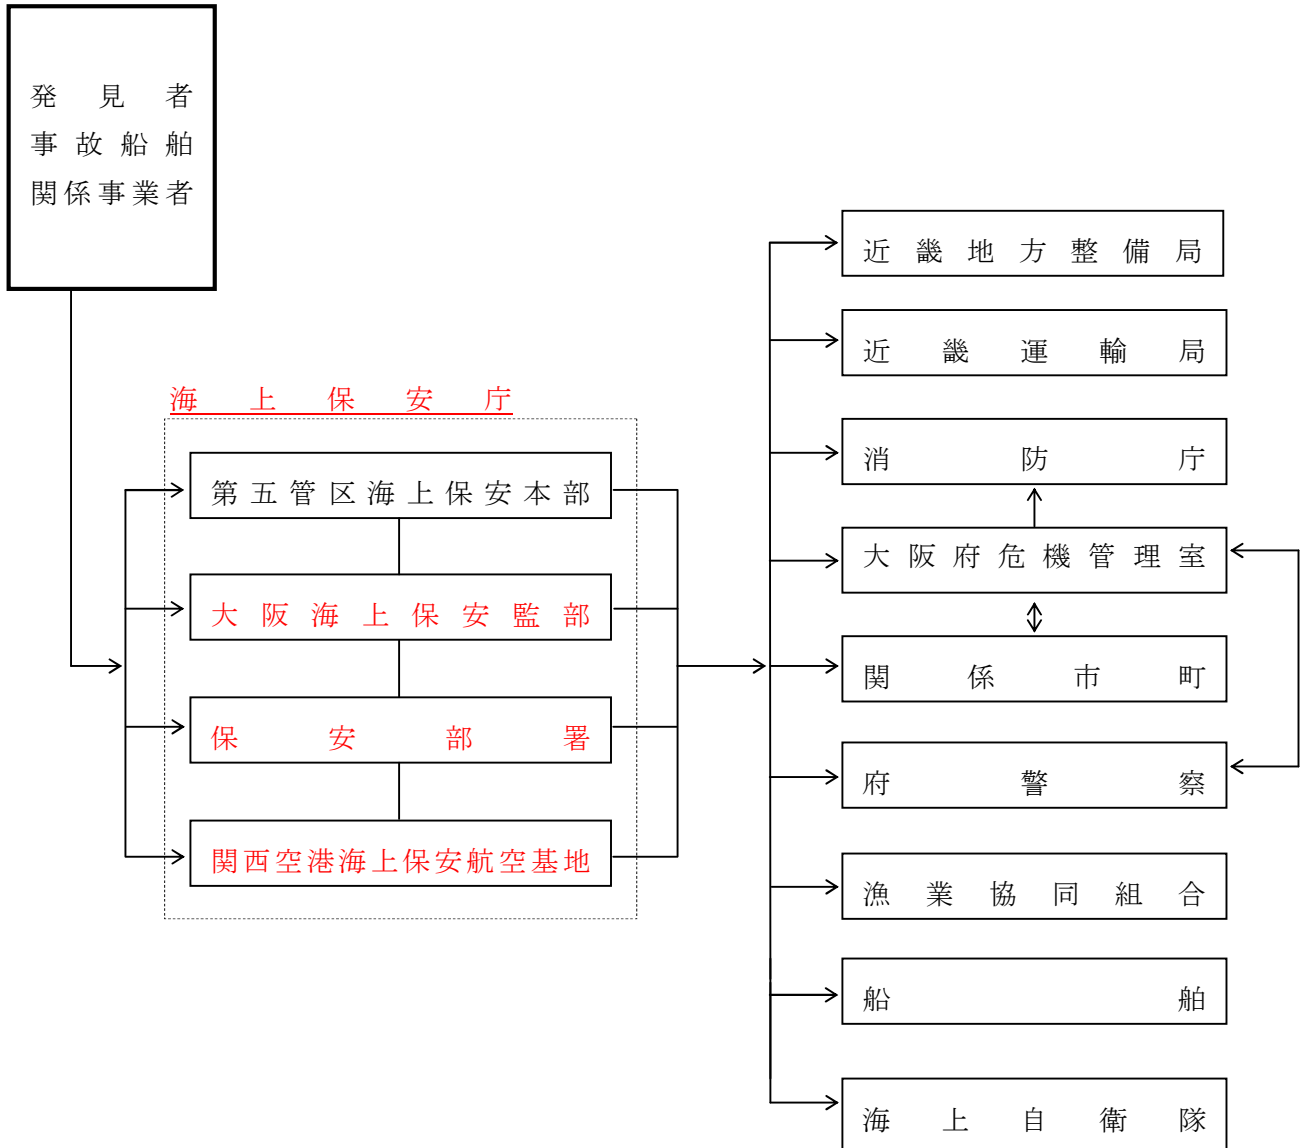 発見者
事故船舶
関係事業者
海上保安庁
第五管区海上保安本部
大阪海上保安監部
保安部署
関西空港海上保安航空基地
近畿地方整備局
近畿運輸局
消防庁
大阪府危機管理室
関係市町
府警察
漁業協同組合
船舶
海上自衛隊